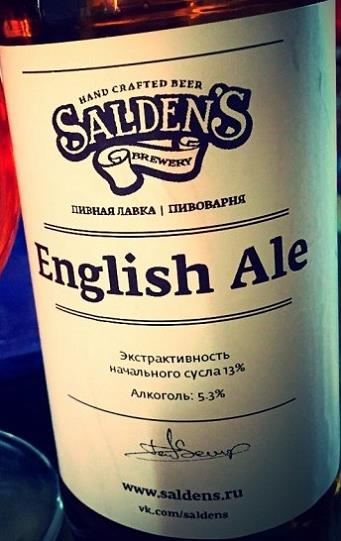 HAND CRAFTED BEER
SALDEN'S
BREWERY
ПИВНАЯ ЛАВКА | ПИВОВАРНЯ
English Ale
Экстрактивность
начального сусла 13%
Алкоголь: 5.3%
www.saldens.ru
vk.com/saldens